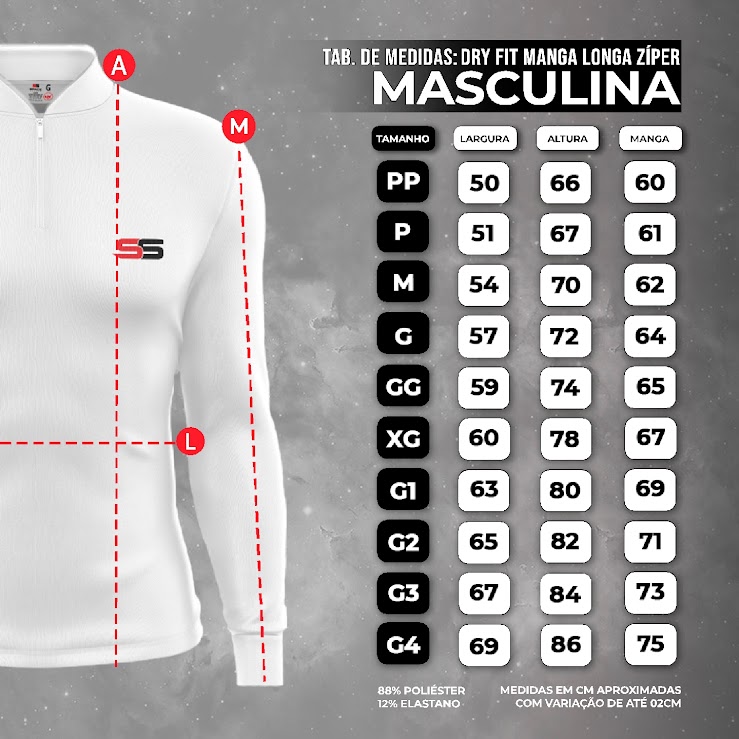 TAB. DE MEDIDAS: DRY FIT MANGA LONGA ZÍPER
MASCULINA
TAMANHO LARGURA ALTURA MANGA
PP 50 66 60
P 51 67 61
M 54 70 62
G 57 72 64
GG 59 74 65
XG 60 78 67
G1 63 80 69
G2 65 82 71
G3 67 84 73
G4 69 86 75
88% POLIÉSTER
12% ELASTANO
MEDIDAS EM CM APROXIMADAS
COM VARIAÇÃO DE ATÉ 02CM
A
M
G
SS
L